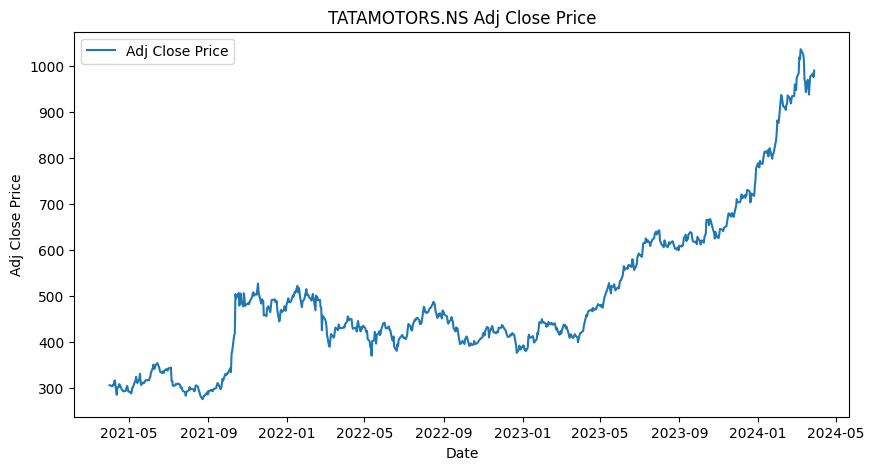 TATAMOTORS.NS Adj Close Price
Adj Close Price
Adj Close Price
1000
900
800
700
600
500
400
300
2021-05 2021-09 2022-01 2022-05 2022-09 2023-01 2023-05 2023-09 2024-01 2024-05
Date